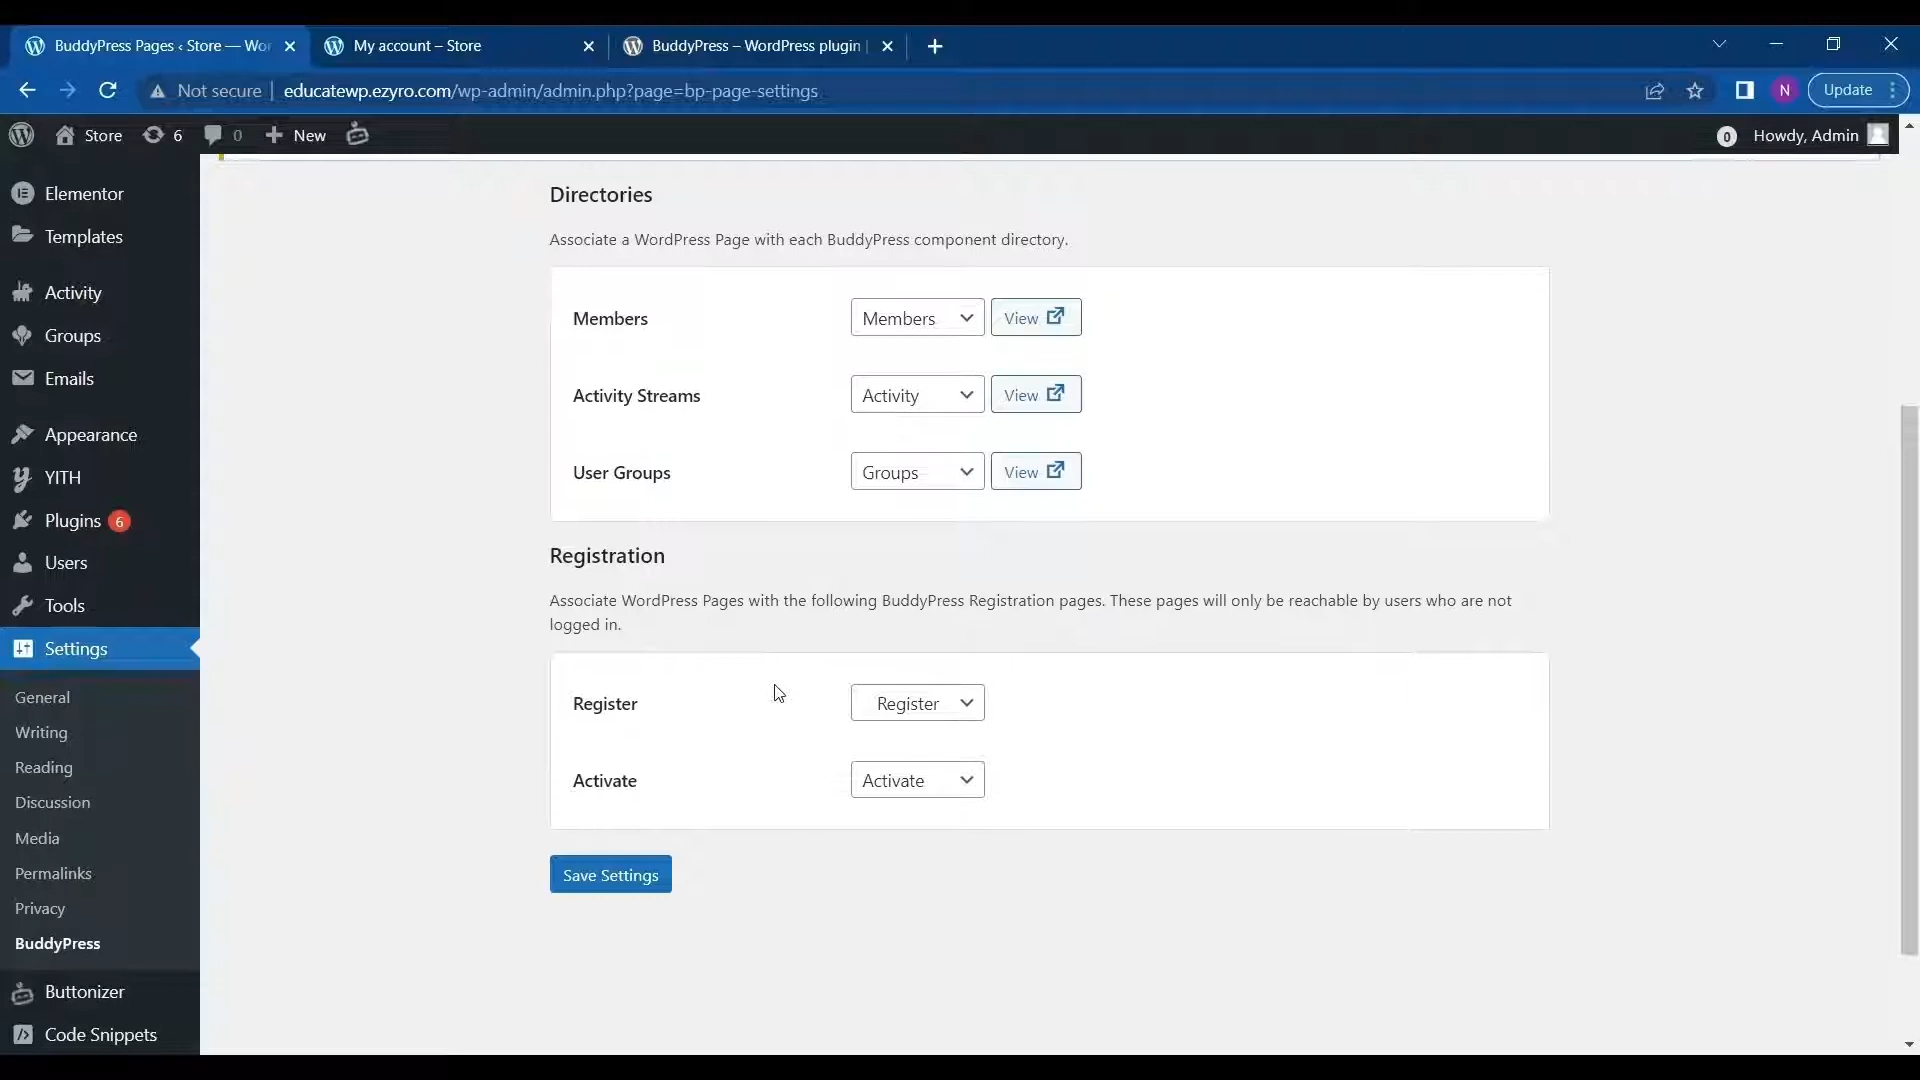 BuddyPress Pages ‹ Store — Wo
My account – Store
BuddyPress – WordPress plugin
Not secure
educatewp.ezyro.com/wp-admin/admin.php?page=bp-page-settings
N
Update
Store
6
0
New
0
Howdy, Admin
Elementor
Templates
Activity
Groups
Emails
Appearance
YITH
Plugins 6
Users
Tools
Settings
General
Writing
Reading
Discussion
Media
Permalinks
Privacy
BuddyPress
Buttonizer
Code Snippets
Directories
Associate a WordPress Page with each BuddyPress component directory.
Members Members View
Activity Streams Activity View
User Groups Groups View
Registration
Associate WordPress Pages with the following BuddyPress Registration pages. These pages will only be reachable by users who are not
logged in.
Register Register
Activate Activate
Save Settings